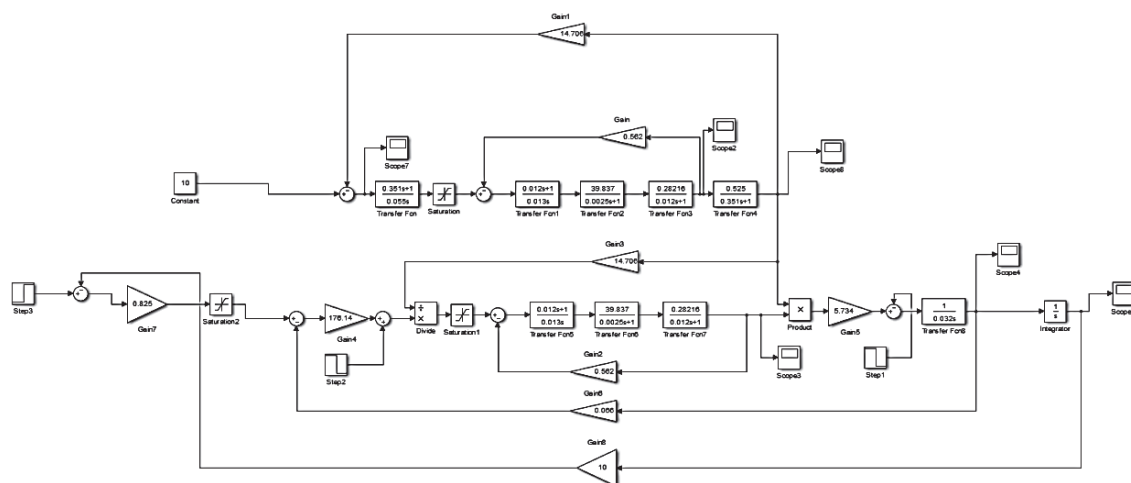 Gain1
14.706
Gain
0.562
Scope7
Scope2
Scope8
10
Constant
0.351s+1
0.055s
Transfer Fcn
Saturation
0.012s+1
0.013s
Transfer Fcn1
39.837
0.0025s+1
Transfer Fcn2
0.28216
0.012s+1
Transfer Fcn3
0.525
0.351s+1
Transfer Fcn4
Gain3
14.706
Scope4
Step3
0.825
Gain7
Saturation2
176.14
Gain4
÷
×
Divide
Saturation1
0.012s+1
0.013s
Transfer Fcn5
39.837
0.0025s+1
Transfer Fcn6
0.28216
0.012s+1
Transfer Fcn7
×
Product
5.734
Gain5
1
0.032s
Transfer Fcn8
1
s
Integrator
Scope
Step2
Gain2
0.562
Scope3
Step1
Gain6
0.066
Gain8
10